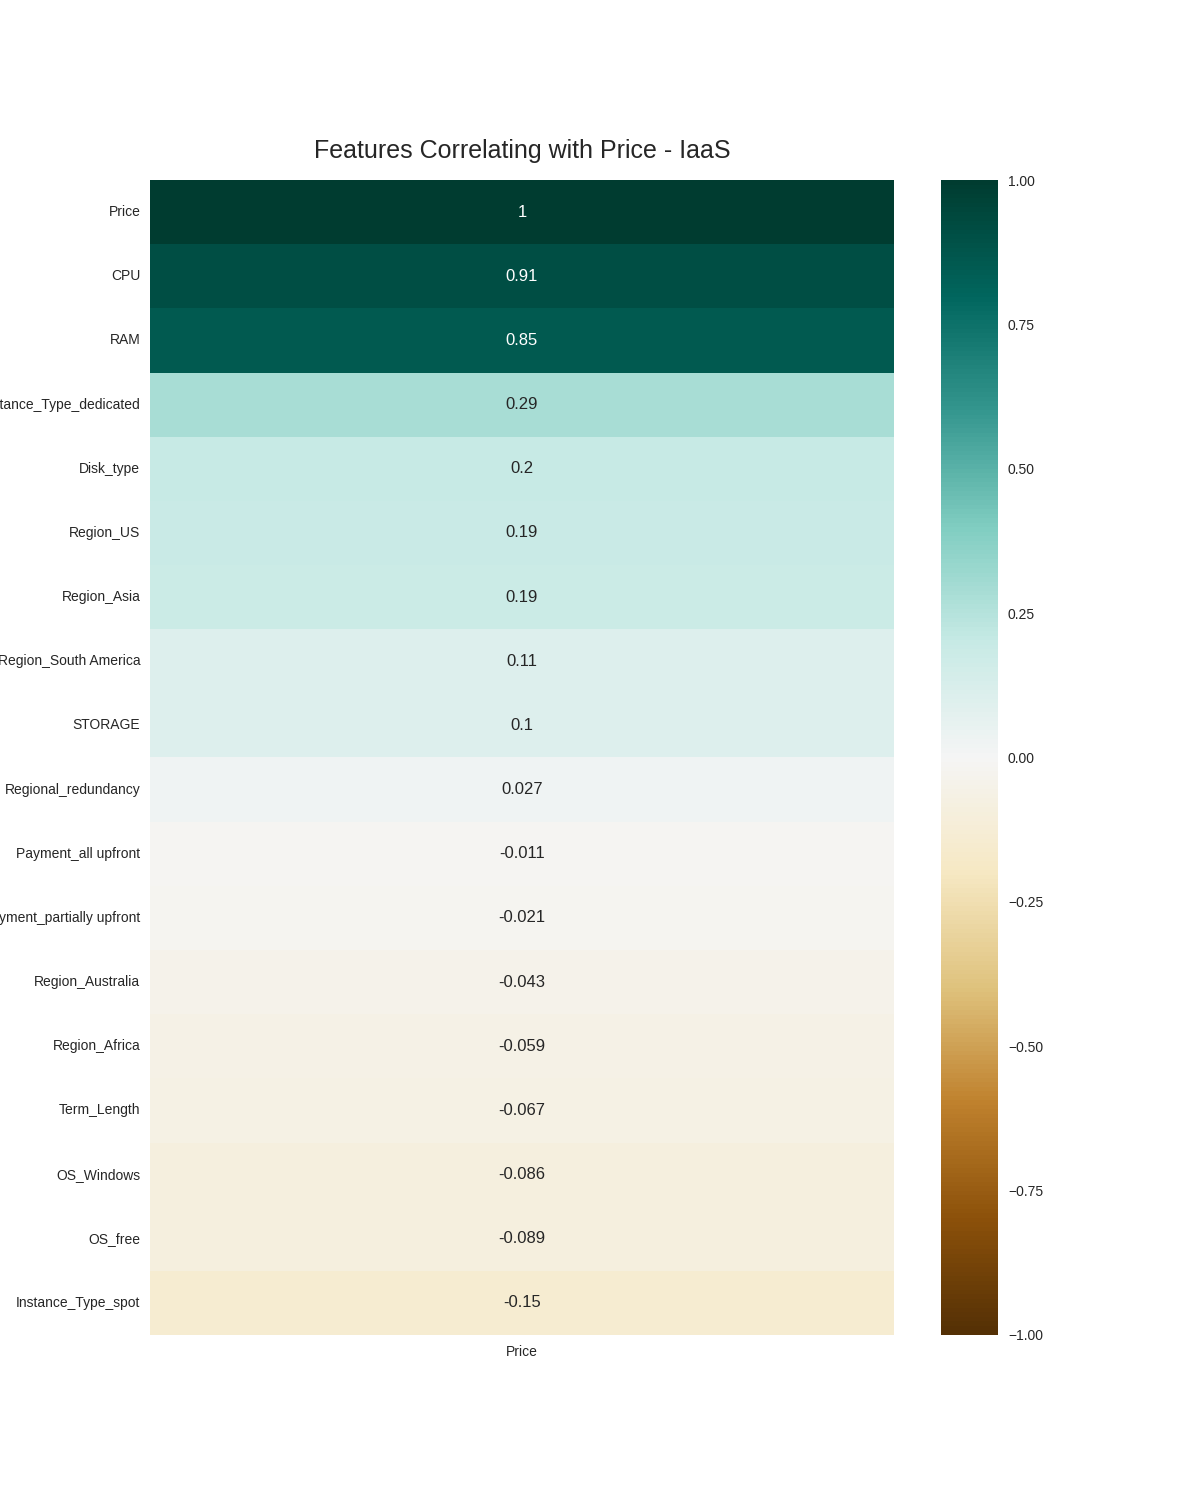 Features Correlating with Price - IaaS
Price 1
CPU 0.91
RAM 0.85
tance_Type_dedicated 0.29
Disk_type 0.2
Region_US 0.19
Region_Asia 0.19
Region_South America 0.11
STORAGE 0.1
Regional_redundancy 0.027
Payment_all upfront -0.011
yment_partially upfront -0.021
Region_Australia -0.043
Region_Africa -0.059
Term_Length -0.067
OS_Windows -0.086
OS_free -0.089
Instance_Type_spot -0.15
Price
1.00
0.75
0.50
0.25
0.00
−0.25
−0.50
−0.75
−1.00